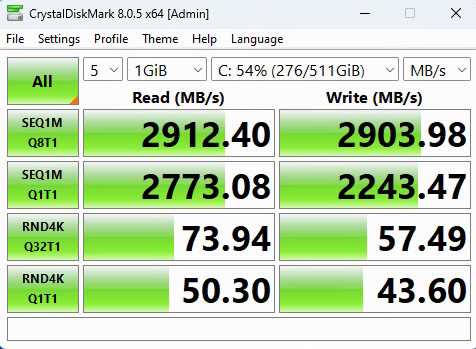 CrystalDiskMark 8.0.5 x64 [Admin]
File Settings Profile Theme Help Language
All 5 1GiB C: 54% (276/511GiB) MB/s
Read (MB/s) Write (MB/s)
SEQ1M Q8T1 2912.40 2903.98
SEQ1M Q1T1 2773.08 2243.47
RND4K Q32T1 73.94 57.49
RND4K Q1T1 50.30 43.60